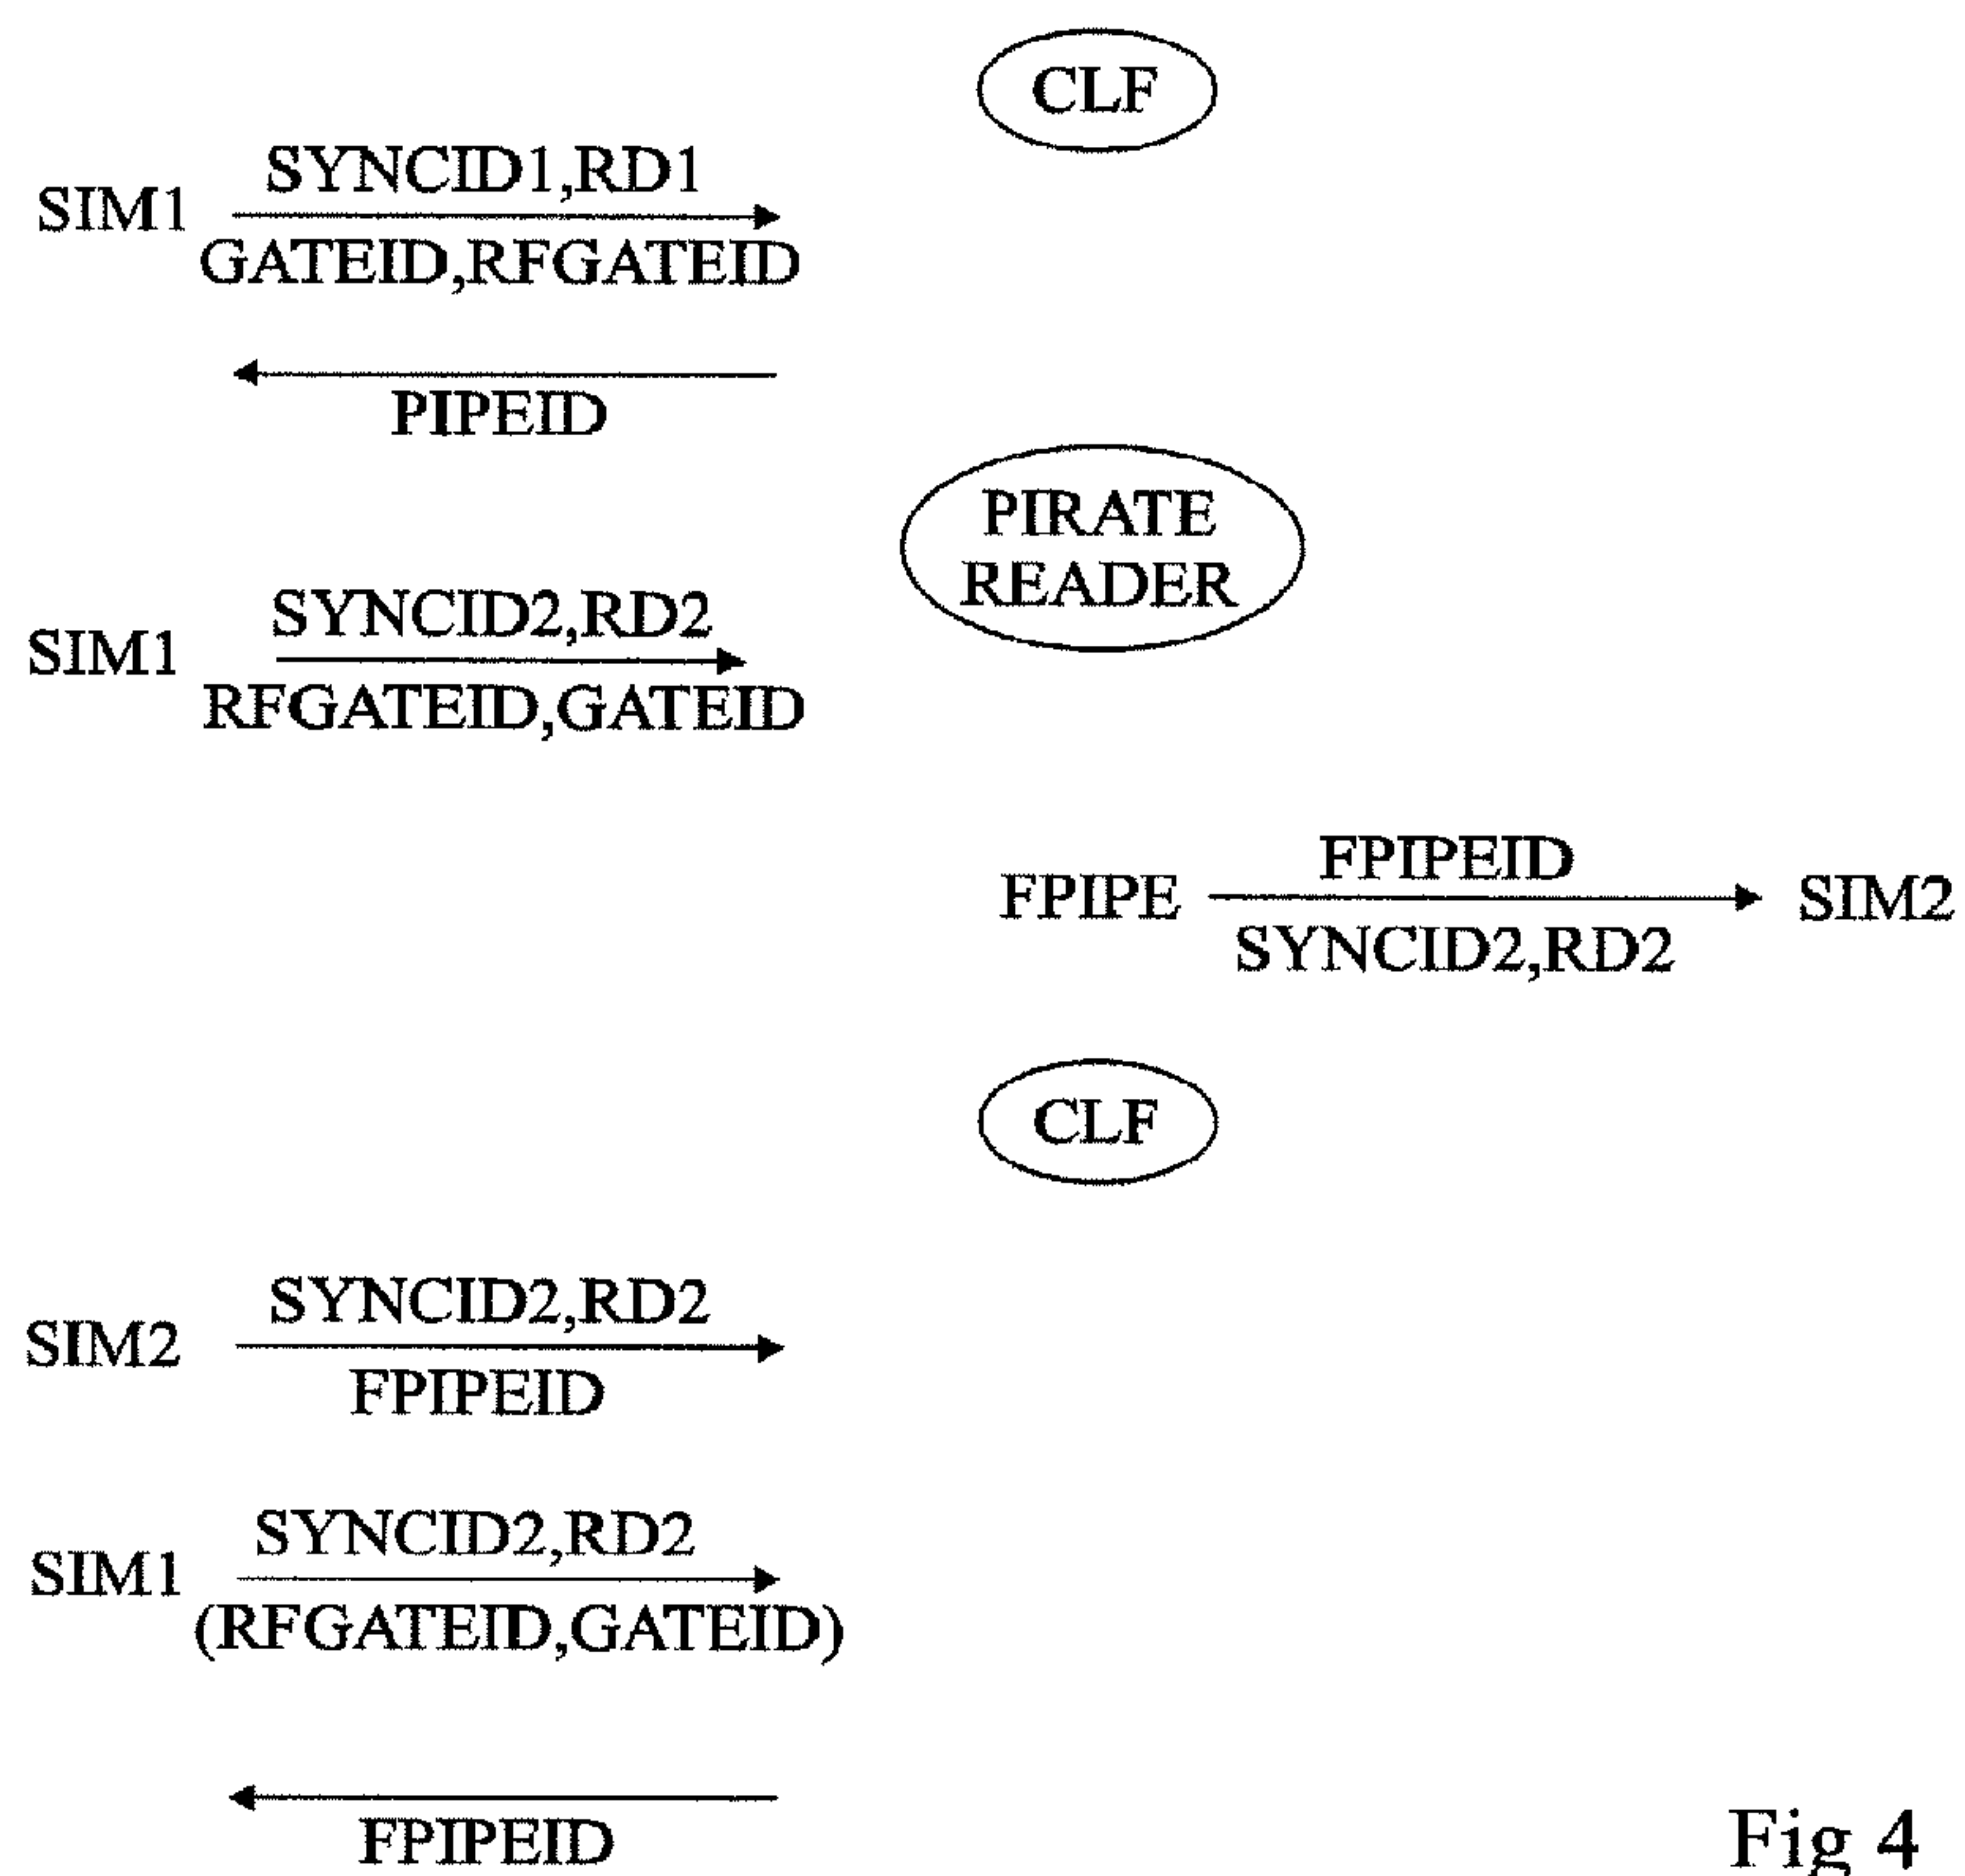 CLF
SYNCID1,RD1
SIM1
GATEID,RFGATEID
PIPEID
PIRATE
READER
SYNCID2,RD2
SIM1
RFGATEID,GATEID
FPIPEID
FPIPE
SIM2
SYNCID2,RD2
CLF
SYNCID2,RD2
SIM2
FPIPEID
SYNCID2,RD2
SIM1
(RFGATEID,GATEID)
FPIPEID
Fig 4